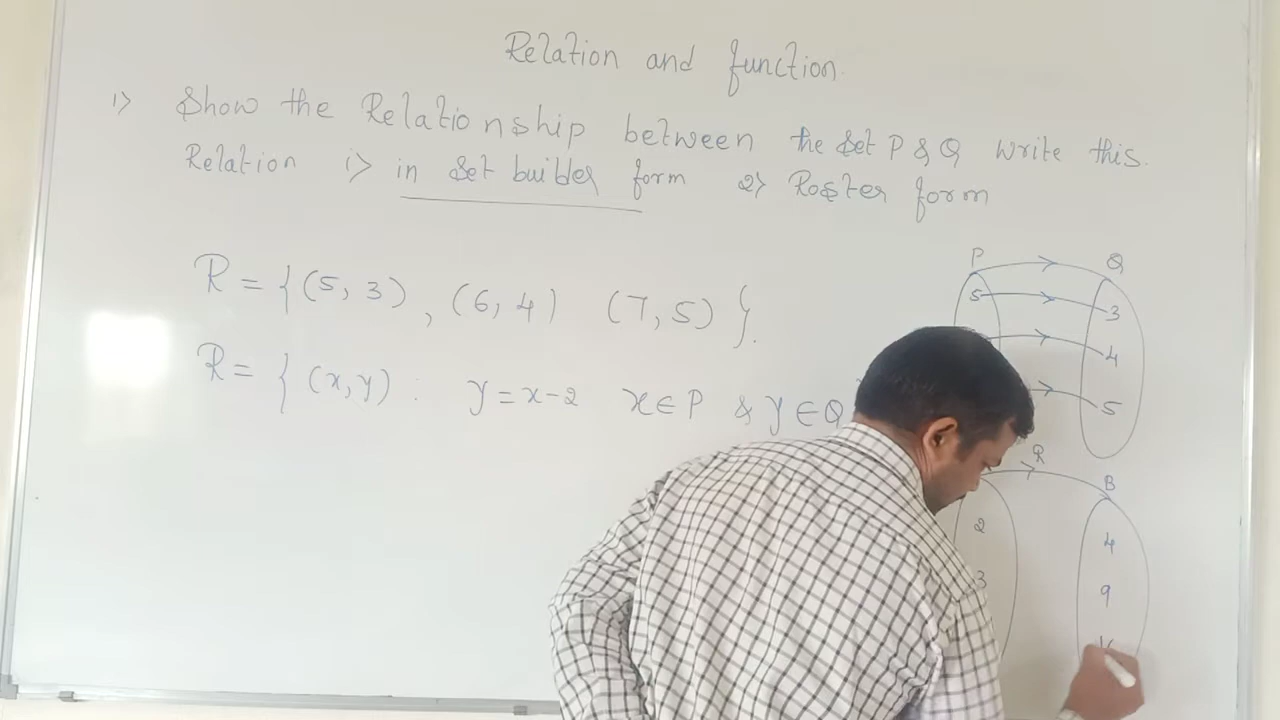 Relation and function
1) Show the Relationship between the Set P & Q write this.
Relation 1) in Set builder form 2) Roster form
R = { (5, 3) , (6, 4) (7, 5) }.
R = { (x, y) : y = x - 2 x ∈ P & y ∈ Q
P Q
5 3
4
5
R
B
2 4
3 9